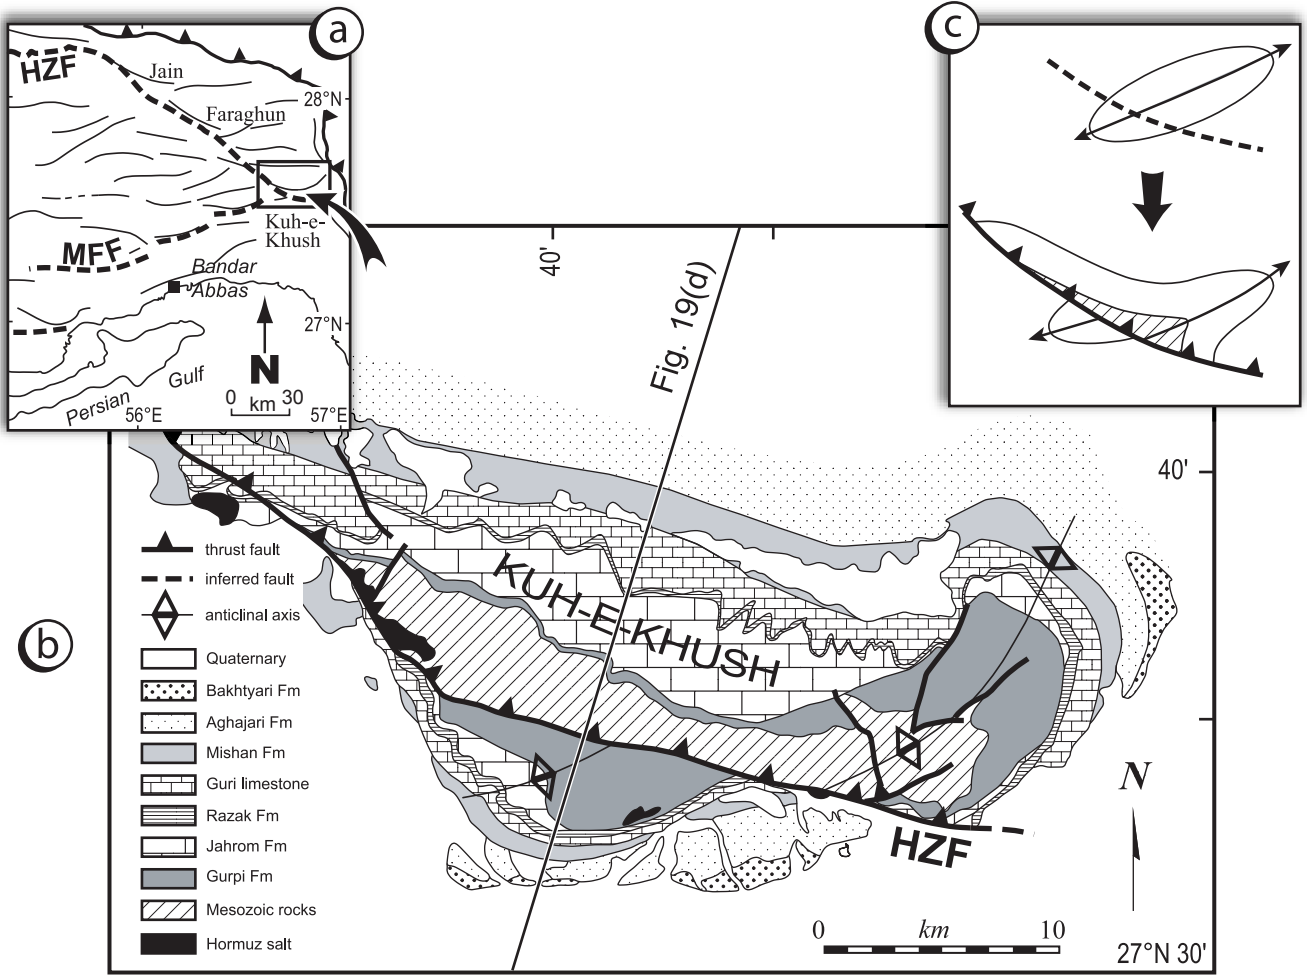 a
HZF
Jain
28°N
Faraghun
Kuh-e-
Khush
MFF
Bandar
Abbas
27°N
N
Gulf
0 km 30
Persian
56°E
57°E
c
40'
Fig. 19(d)
40'
KUH-E-KHUSH
b
thrust fault
inferred fault
anticlinal axis
Quaternary
Bakhtyari Fm
Aghajari Fm
Mishan Fm
Guri limestone
Razak Fm
Jahrom Fm
Gurpi Fm
Mesozoic rocks
Hormuz salt
HZF
N
0 km 10
27°N 30'